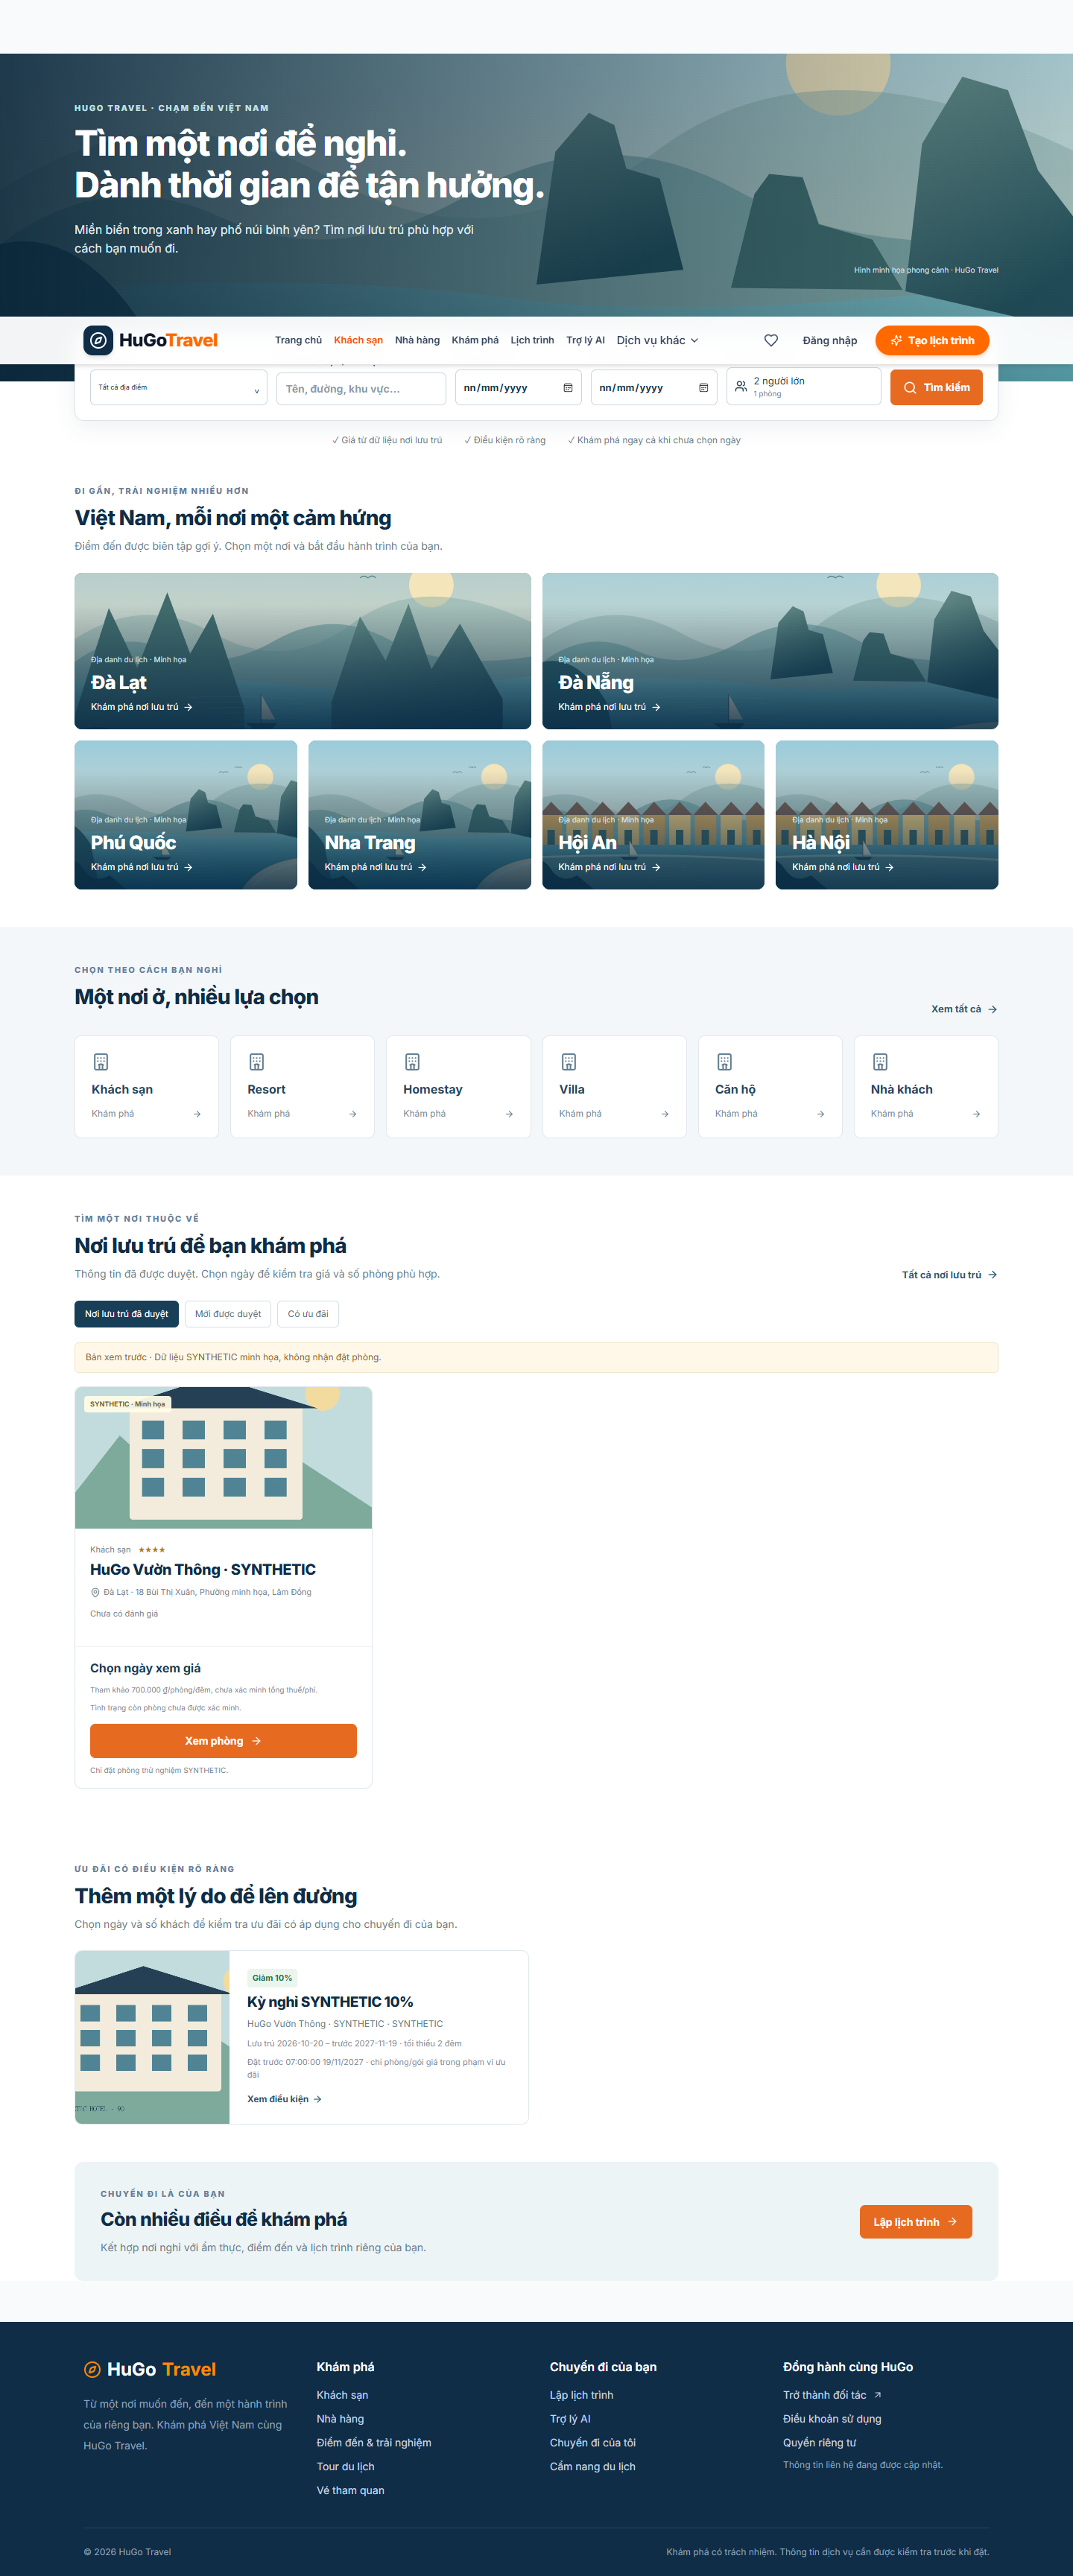 HUGO TRAVEL · CHẠM ĐẾN VIỆT NAM
Tìm một nơi để nghỉ.
Dành thời gian để tận hưởng.
Miền biển trong xanh hay phố núi bình yên? Tìm nơi lưu trú phù hợp với
cách bạn muốn đi.
Hình minh họa phong cảnh · HuGo Travel
HuGoTravel
Trang chủ
Khách sạn
Nhà hàng
Khám phá
Lịch trình
Trợ lý AI
Dịch vụ khác
Đăng nhập
Tạo lịch trình
Tất cả địa điểm
Tên, đường, khu vực...
nn/mm/yyyy
nn/mm/yyyy
2 người lớn
1 phòng
Tìm kiếm
✓ Giá từ dữ liệu nơi lưu trú
✓ Điều kiện rõ ràng
✓ Khám phá ngay cả khi chưa chọn ngày
ĐI GẦN, TRẢI NGHIỆM NHIỀU HƠN
Việt Nam, mỗi nơi một cảm hứng
Điểm đến được biên tập gợi ý. Chọn một nơi và bắt đầu hành trình của bạn.
Địa danh du lịch · Minh họa
Đà Lạt
Khám phá nơi lưu trú →
Địa danh du lịch · Minh họa
Đà Nẵng
Khám phá nơi lưu trú →
Địa danh du lịch · Minh họa
Phú Quốc
Khám phá nơi lưu trú →
Địa danh du lịch · Minh họa
Nha Trang
Khám phá nơi lưu trú →
Địa danh du lịch · Minh họa
Hội An
Khám phá nơi lưu trú →
Địa danh du lịch · Minh họa
Hà Nội
Khám phá nơi lưu trú →
CHỌN THEO CÁCH BẠN NGHỈ
Một nơi ở, nhiều lựa chọn
Xem tất cả →
Khách sạn
Khám phá →
Resort
Khám phá →
Homestay
Khám phá →
Villa
Khám phá →
Căn hộ
Khám phá →
Nhà khách
Khám phá →
TÌM MỘT NƠI THUỘC VỀ
Nơi lưu trú để bạn khám phá
Thông tin đã được duyệt. Chọn ngày để kiểm tra giá và số phòng phù hợp.
Tất cả nơi lưu trú →
Nơi lưu trú đã duyệt
Mới được duyệt
Có ưu đãi
Bản xem trước · Dữ liệu SYNTHETIC minh họa, không nhận đặt phòng.
SYNTHETIC · Minh họa
Khách sạn ★★★★
HuGo Vườn Thông · SYNTHETIC
Đà Lạt · 18 Bùi Thị Xuân, Phường minh họa, Lâm Đồng
Chưa có đánh giá
Chọn ngày xem giá
Tham khảo 700.000 ₫/phòng/đêm, chưa xác minh tổng thuế/phí.
Tình trạng còn phòng chưa được xác minh.
Xem phòng →
Chỉ đặt phòng thử nghiệm SYNTHETIC.
ƯU ĐÃI CÓ ĐIỀU KIỆN RÕ RÀNG
Thêm một lý do để lên đường
Chọn ngày và số khách để kiểm tra ưu đãi có áp dụng cho chuyến đi của bạn.
Giảm 10%
Kỳ nghỉ SYNTHETIC 10%
HuGo Vườn Thông · SYNTHETIC · SYNTHETIC
Lưu trú 2026-10-20 – trước 2027-11-19 · tối thiểu 2 đêm
Đặt trước 07:00:00 19/11/2027 · chỉ phòng/gói giá trong phạm vi ưu
đãi
Xem điều kiện →
CHUYẾN ĐI LÀ CỦA BẠN
Còn nhiều điều để khám phá
Kết hợp nơi nghỉ với ẩm thực, điểm đến và lịch trình riêng của bạn.
Lập lịch trình →
HuGo Travel
Từ một nơi muốn đến, đến một hành trình
của riêng bạn. Khám phá Việt Nam cùng
HuGo Travel.
Khám phá
Khách sạn
Nhà hàng
Điểm đến & trải nghiệm
Tour du lịch
Vé tham quan
Chuyến đi của bạn
Lập lịch trình
Trợ lý AI
Chuyến đi của tôi
Cẩm nang du lịch
Đồng hành cùng HuGo
Trở thành đối tác
Điều khoản sử dụng
Quyền riêng tư
Thông tin liên hệ đang được cập nhật.
© 2026 HuGo Travel
Khám phá có trách nhiệm. Thông tin dịch vụ cần được kiểm tra trước khi đặt.